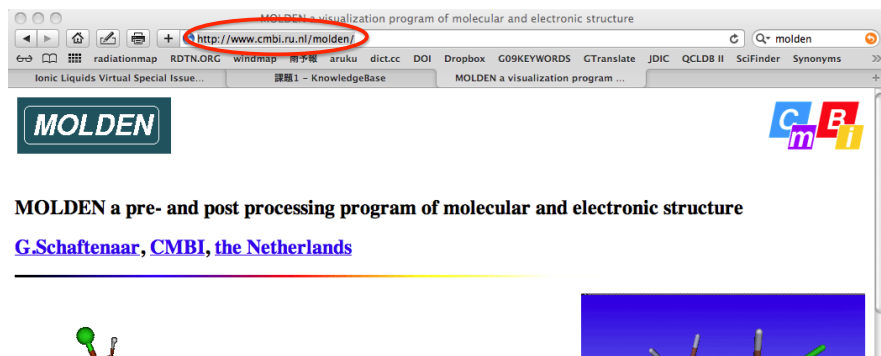 MOLDEN a visualization program of molecular and electronic structure
http://www.cmbi.ru.nl/molden/
molden
radiationmap RDTN.ORG windmap 雨予報 aruku dict.cc DOI Dropbox G09KEYWORDS GTranslate JDIC QCLDB II SciFinder Synonyms
Ionic Liquids Virtual Special Issue...
課題1 – KnowledgeBase
MOLDEN a visualization program ...
MOLDEN
CmBi
MOLDEN a pre- and post processing program of molecular and electronic structure
G.Schaftenaar, CMBI, the Netherlands